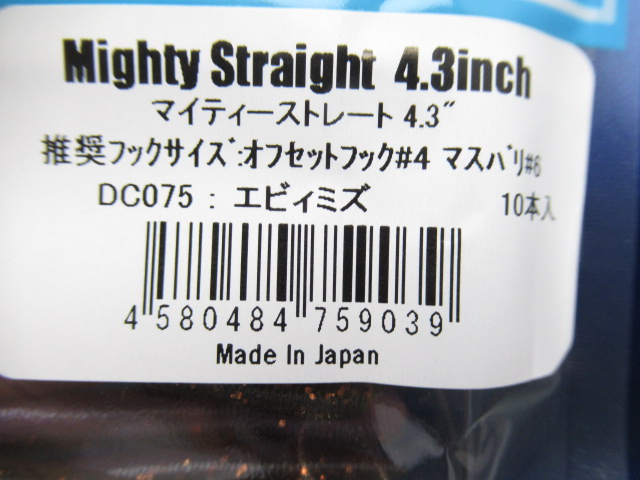 Mighty Straight 4.3inch
マイティーストレート 4.3"
推奨フックサイズ:オフセットフック#4 マスバリ#6
DC075 : エビィミズ 10本入
4 580484 759039
Made In Japan